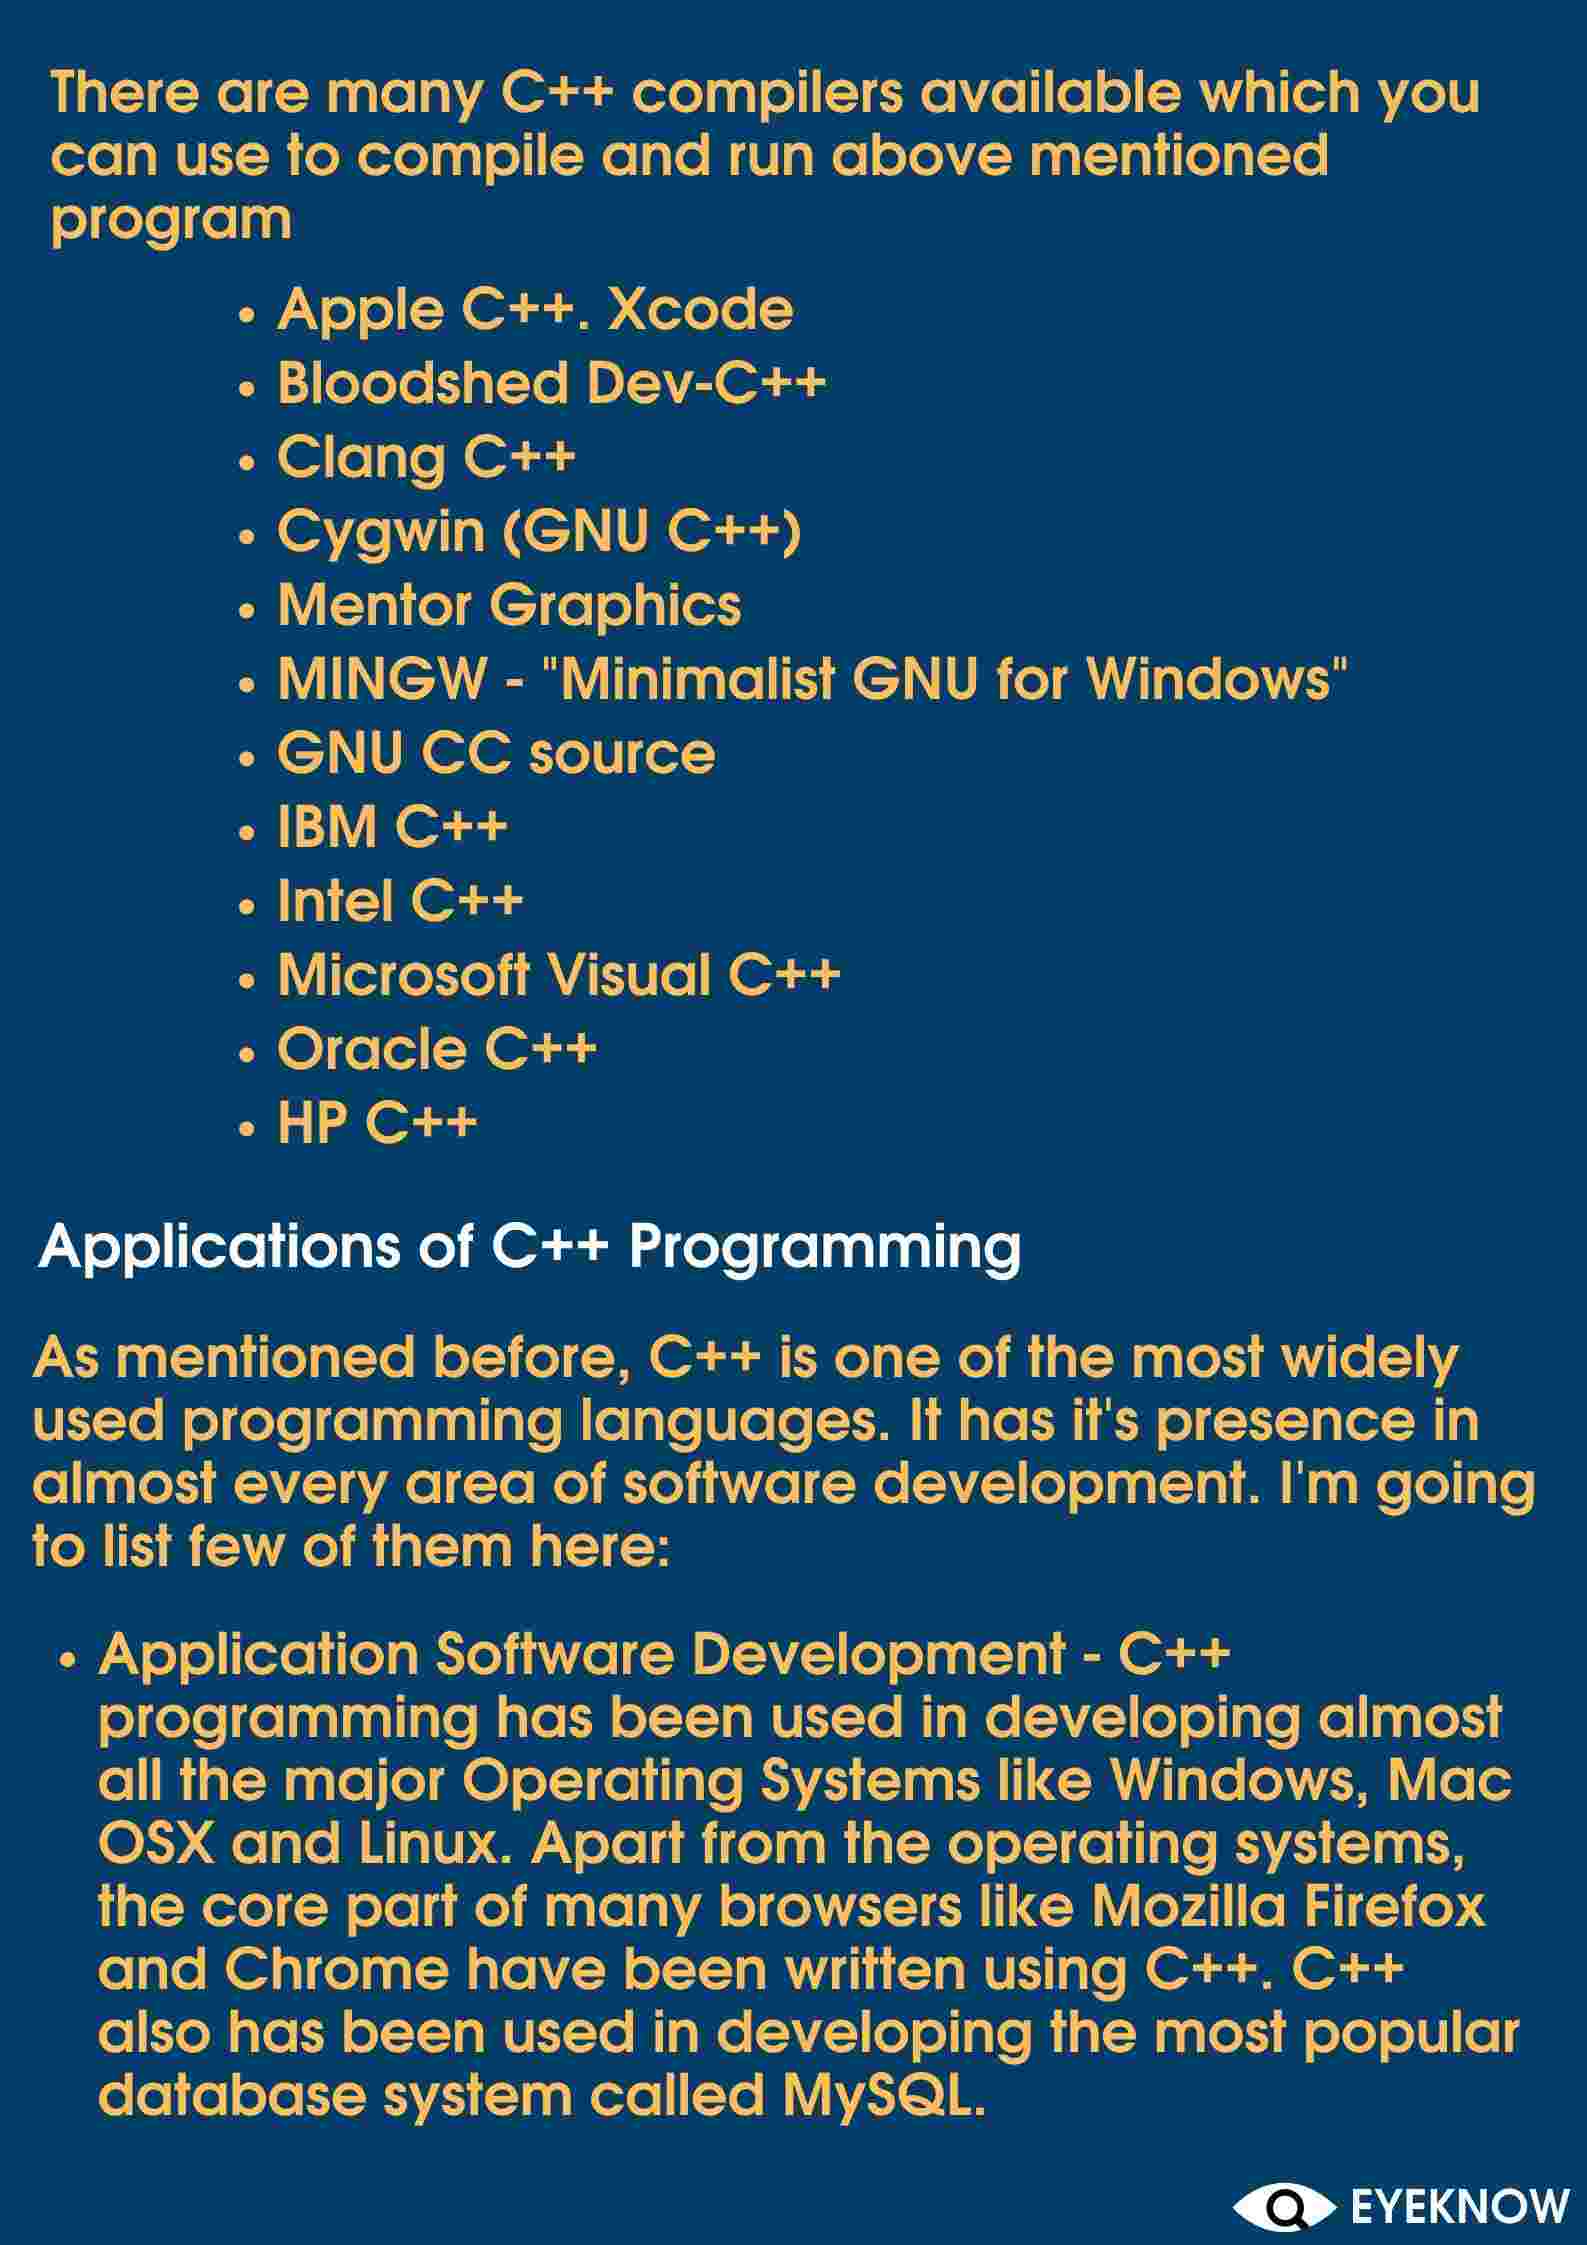 There are many C++ compilers available which you
can use to compile and run above mentioned
program
• Apple C++. Xcode
• Bloodshed Dev-C++
• Clang C++
• Cygwin (GNU C++)
• Mentor Graphics
• MINGW - "Minimalist GNU for Windows"
• GNU CC source
• IBM C++
• Intel C++
• Microsoft Visual C++
• Oracle C++
• HP C++
Applications of C++ Programming
As mentioned before, C++ is one of the most widely
used programming languages. It has it's presence in
almost every area of software development. I'm going
to list few of them here:
• Application Software Development - C++
programming has been used in developing almost
all the major Operating Systems like Windows, Mac
OSX and Linux. Apart from the operating systems,
the core part of many browsers like Mozilla Firefox
and Chrome have been written using C++. C++
also has been used in developing the most popular
database system called MySQL.
EYEKNOW